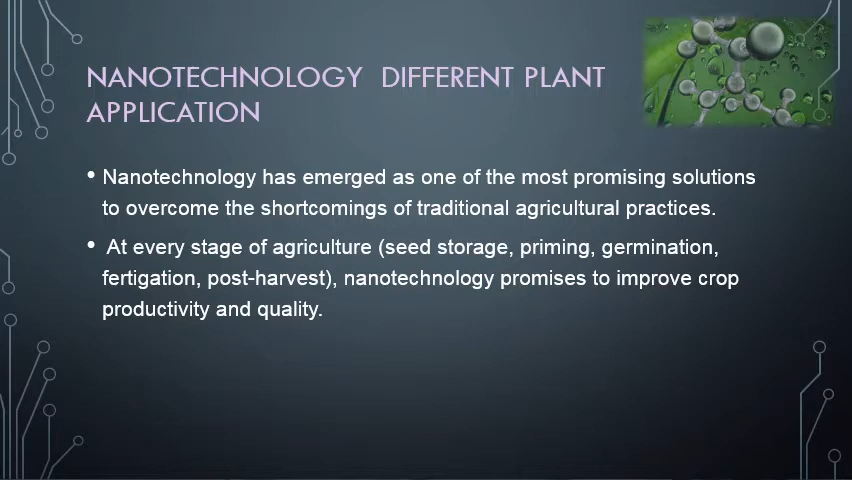 NANOTECHNOLOGY DIFFERENT PLANT
APPLICATION
• Nanotechnology has emerged as one of the most promising solutions
to overcome the shortcomings of traditional agricultural practices.
• At every stage of agriculture (seed storage, priming, germination,
fertigation, post-harvest), nanotechnology promises to improve crop
productivity and quality.